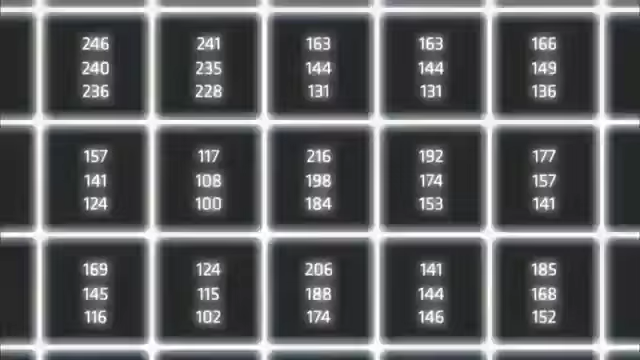 246 241 163 163 166
240 235 144 144 149
236 228 131 131 136
157 117 216 192 177
141 108 198 174 157
124 100 184 153 141
169 124 206 141 185
145 115 188 144 168
116 102 174 146 152